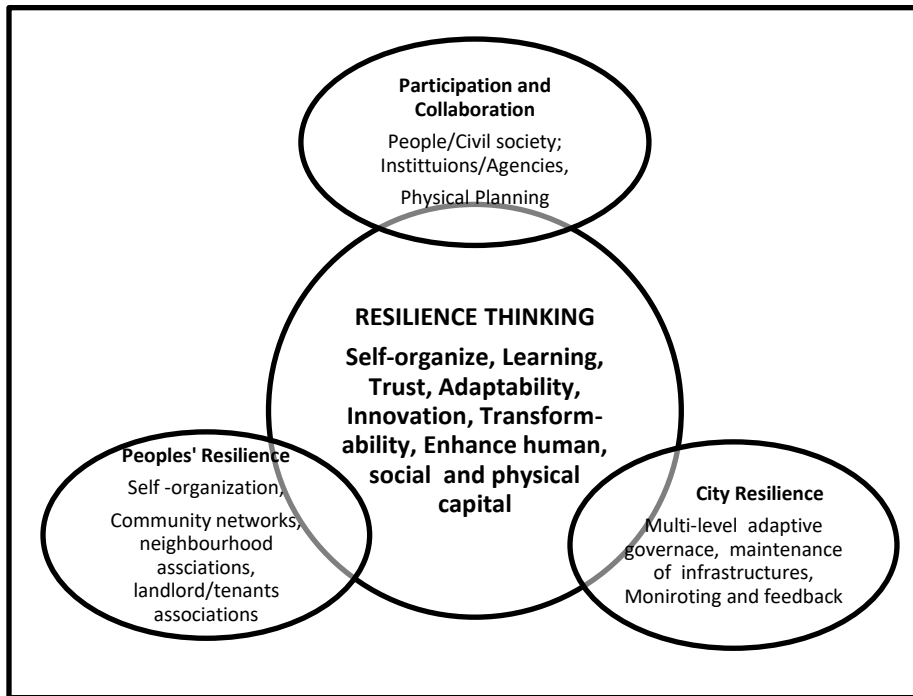 Participation and
Collaboration
People/Civil society;
Instittuions/Agencies,
Physical Planning
RESILIENCE THINKING
Self-organize, Learning,
Trust, Adaptability,
Innovation, Transform-
ability, Enhance human,
social and physical
capital
Peoples' Resilience
Self -organization,
Community networks,
neighbourhood
assciations,
landlord/tenants
associations
City Resilience
Multi-level adaptive
governace, maintenance
of infrastructures,
Moniroting and feedback